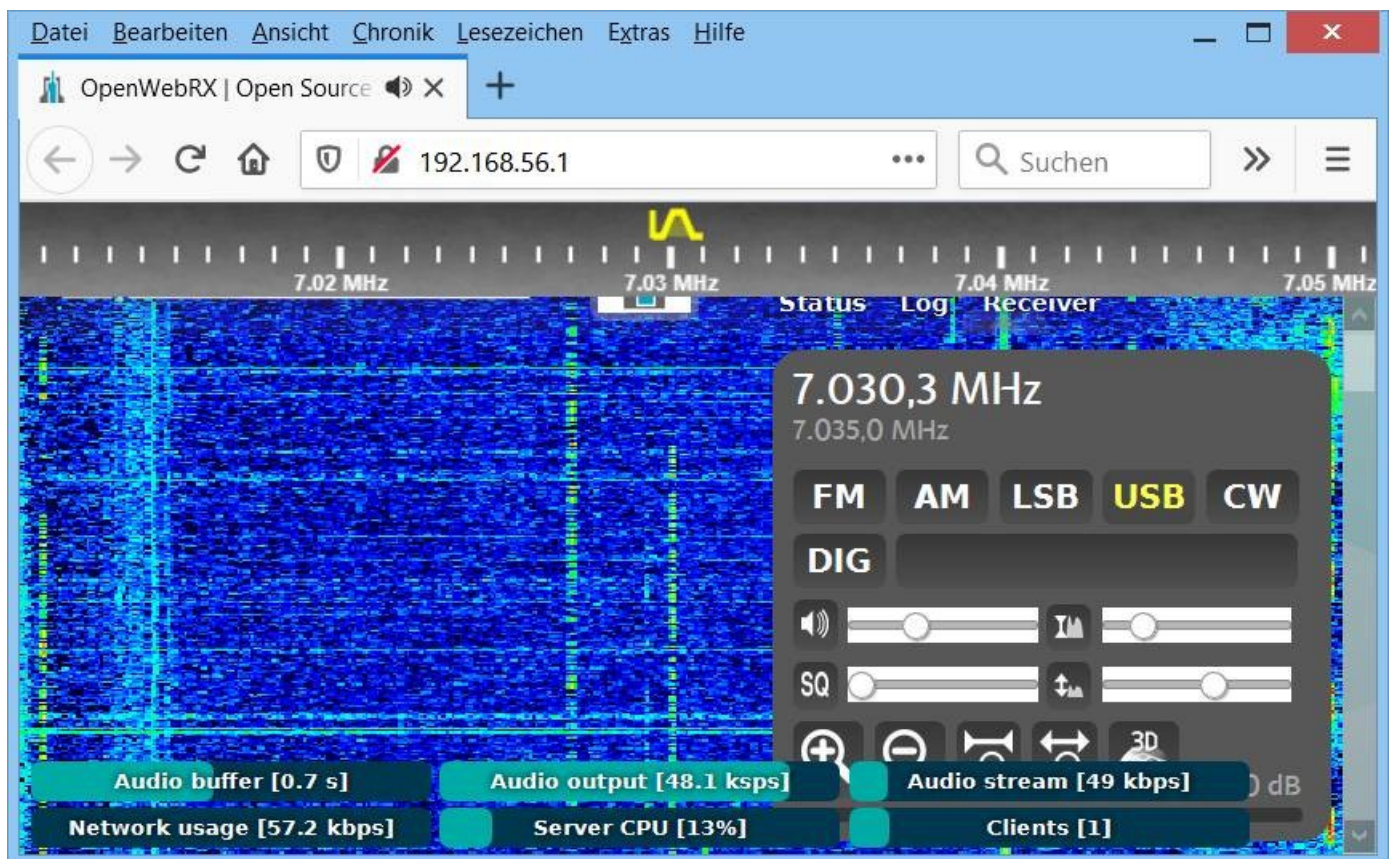 Datei Bearbeiten Ansicht Chronik Lesezeichen Extras Hilfe
OpenWebRX | Open Source
192.168.56.1
Suchen
7.02 MHz 7.03 MHz 7.04 MHz 7.05 MHz
Status Log Receiver
7.030,3 MHz
7.035,0 MHz
FM AM LSB USB CW
DIG
SQ
3D
Audio buffer [0.7 s] Audio output [48.1 ksps] Audio stream [49 kbps]
dB
Network usage [57.2 kbps] Server CPU [13%] Clients [1]